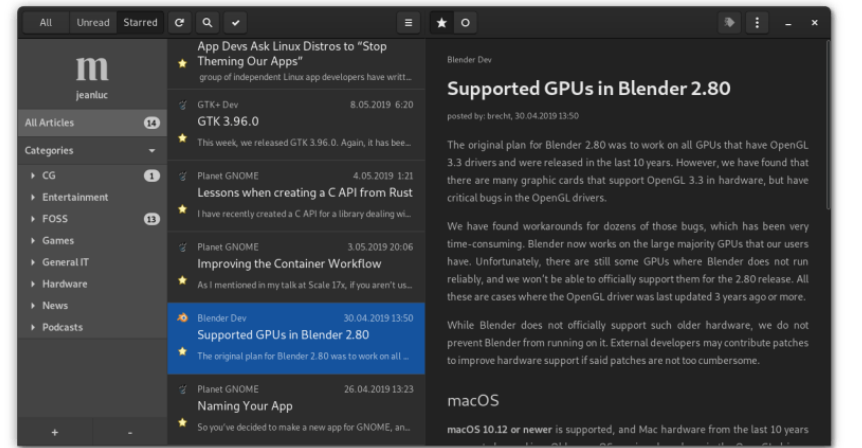 All Unread Starred
m
jeanluc
All Articles 14
Categories
CG 1
Entertainment
FOSS 13
Games
General IT
Hardware
News
Podcasts
+ -
App Devs Ask Linux Distros to “Stop
Theming Our Apps”
group of independent Linux app developers have writt...
GTK+ Dev 8.05.2019 6:20
GTK 3.96.0
This week, we released GTK 3.96.0. Again, it has bee...
Planet GNOME 4.05.2019 1:21
Lessons when creating a C API from Rust
I have recently created a C API for a library dealing wi...
Planet GNOME 3.05.2019 20:06
Improving the Container Workflow
As I mentioned in my talk at Scale 17x, if you aren't us...
Blender Dev 30.04.2019 13:50
Supported GPUs in Blender 2.80
The original plan for Blender 2.80 was to work on all ...
Planet GNOME 26.04.2019 13:23
Naming Your App
So you've decided to make a new app for GNOME, an...
Blender Dev
Supported GPUs in Blender 2.80
posted by: brecht, 30.04.2019 13:50
The original plan for Blender 2.80 was to work on all GPUs that have OpenGL
3.3 drivers and were released in the last 10 years. However, we have found that
there are many graphic cards that support OpenGL 3.3 in hardware, but have
critical bugs in the OpenGL drivers.
We have found workarounds for dozens of those bugs, which has been very
time-consuming. Blender now works on the large majority GPUs that our users
have. Unfortunately, there are still some GPUs where Blender does not run
reliably, and we won't be able to officially support them for the 2.80 release. All
these are cases where the OpenGL driver was last updated 3 years ago or more.
While Blender does not officially support such older hardware, we do not
prevent Blender from running on it. External developers may contribute patches
to improve hardware support if said patches are not too cumbersome.
macOS
macOS 10.12 or newer is supported, and Mac hardware from the last 10 years